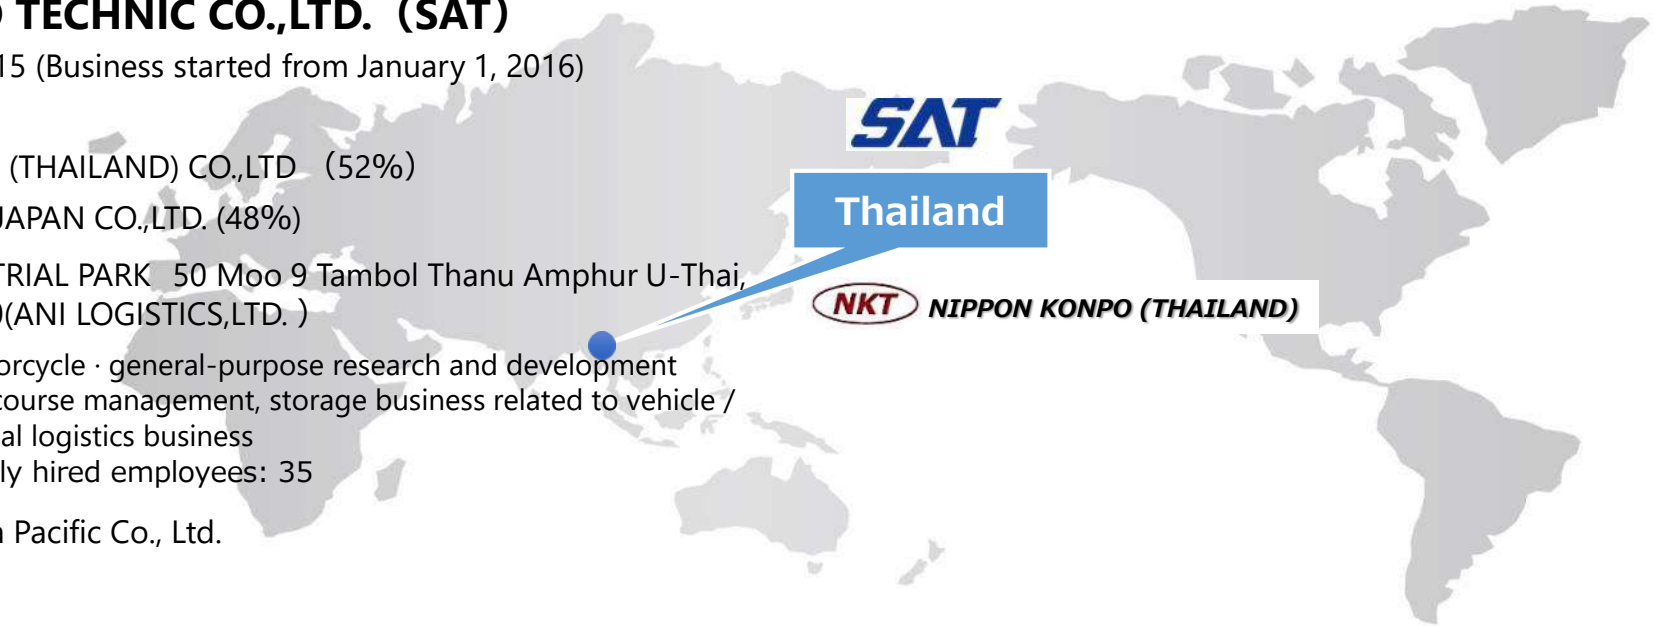 TECHNIC CO.,LTD.（SAT）
15 (Business started from January 1, 2016)
SAT
(THAILAND) CO.,LTD （52%）
Thailand
JAPAN CO.,LTD. (48%)
TRIAL PARK 50 Moo 9 Tambol Thanu Amphur U-Thai,
(ANI LOGISTICS,LTD. )
NKT NIPPON KONPO (THAILAND)
orcycle · general-purpose research and development
course management, storage business related to vehicle /
al logistics business
ly hired employees: 35
Pacific Co., Ltd.